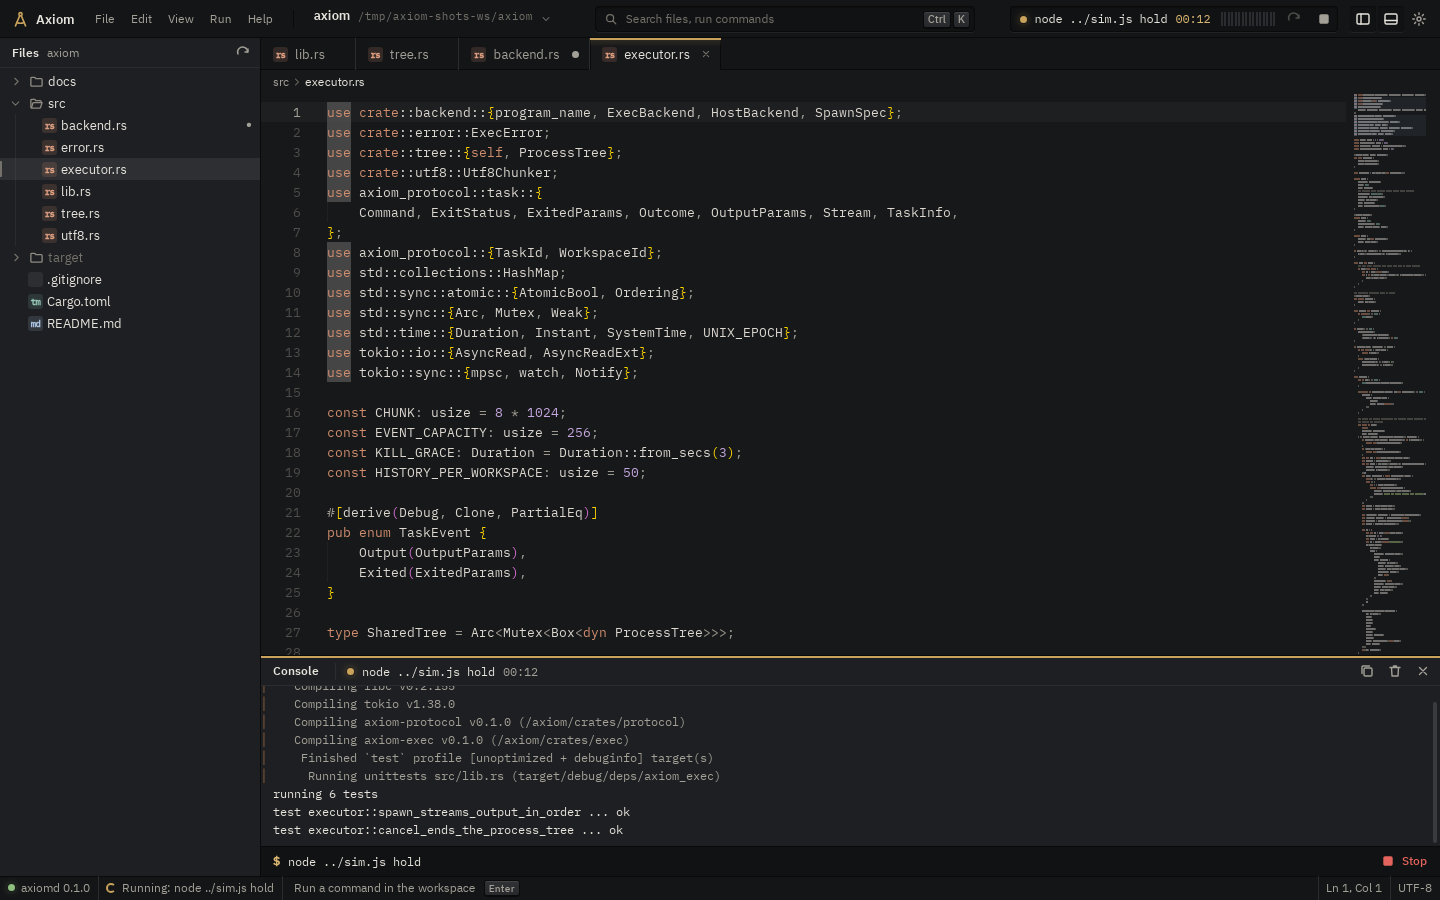 Axiom File Edit View Run Help axiom /tmp/axiom-shots-ws/axiom Search files, run commands Ctrl K node ../sim.js hold 00:12
Files axiom
docs
src
backend.rs
error.rs
executor.rs
lib.rs
tree.rs
utf8.rs
target
.gitignore
Cargo.toml
README.md
lib.rs tree.rs backend.rs executor.rs
src > executor.rs
1 use crate::backend::{program_name, ExecBackend, HostBackend, SpawnSpec};
2 use crate::error::ExecError;
3 use crate::tree::{self, ProcessTree};
4 use crate::utf8::Utf8Chunker;
5 use axiom_protocol::task::{
6 Command, ExitStatus, ExitedParams, Outcome, OutputParams, Stream, TaskInfo,
7 };
8 use axiom_protocol::{TaskId, WorkspaceId};
9 use std::collections::HashMap;
10 use std::sync::atomic::{AtomicBool, Ordering};
11 use std::sync::{Arc, Mutex, Weak};
12 use std::time::{Duration, Instant, SystemTime, UNIX_EPOCH};
13 use tokio::io::{AsyncRead, AsyncReadExt};
14 use tokio::sync::{mpsc, watch, Notify};
15
16 const CHUNK: usize = 8 * 1024;
17 const EVENT_CAPACITY: usize = 256;
18 const KILL_GRACE: Duration = Duration::from_secs(3);
19 const HISTORY_PER_WORKSPACE: usize = 50;
20
21 #[derive(Debug, Clone, PartialEq)]
22 pub enum TaskEvent {
23 Output(OutputParams),
24 Exited(ExitedParams),
25 }
26
27 type SharedTree = Arc<Mutex<Box<dyn ProcessTree>>>;
28
Console node ../sim.js hold 00:12
Compiling libc v0.2.155
Compiling tokio v1.38.0
Compiling axiom-protocol v0.1.0 (/axiom/crates/protocol)
Compiling axiom-exec v0.1.0 (/axiom/crates/exec)
Finished `test` profile [unoptimized + debuginfo] target(s)
Running unittests src/lib.rs (target/debug/deps/axiom_exec)
running 6 tests
test executor::spawn_streams_output_in_order ... ok
test executor::cancel_ends_the_process_tree ... ok
$ node ../sim.js hold Stop
axiomd 0.1.0 Running: node ../sim.js hold Run a command in the workspace Enter Ln 1, Col 1 UTF-8